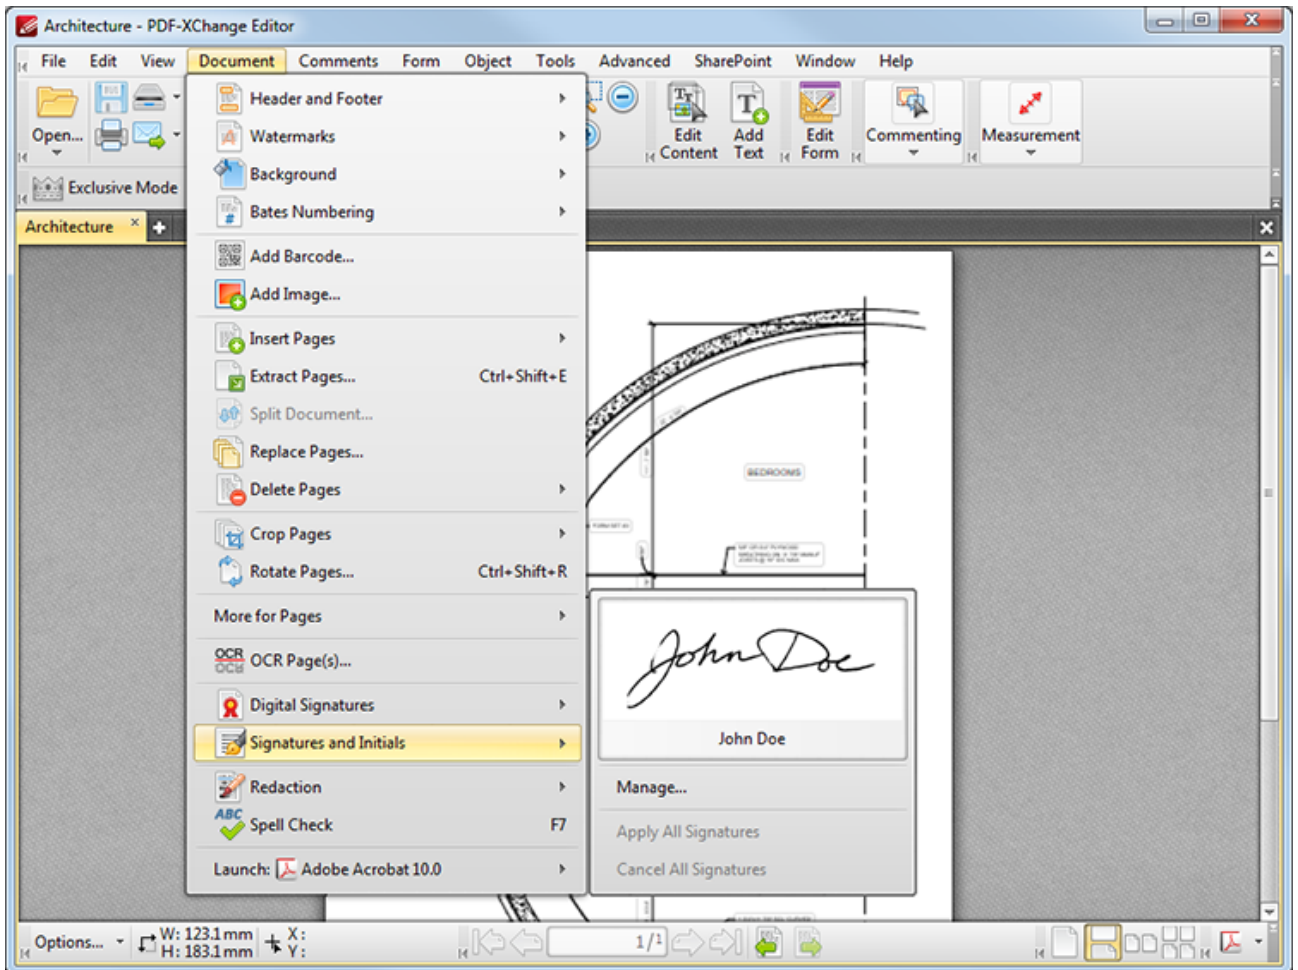 Architecture - PDF-XChange Editor
File Edit View Document Comments Form Object Tools Advanced SharePoint Window Help
Open...
Edit Content
Add Text
Edit Form
Commenting
Measurement
Exclusive Mode
Architecture
Header and Footer
Watermarks
Background
Bates Numbering
Add Barcode...
Add Image...
Insert Pages
Extract Pages... Ctrl+Shift+E
Split Document...
Replace Pages...
Delete Pages
Crop Pages
Rotate Pages... Ctrl+Shift+R
More for Pages
OCR OCR Page(s)...
Digital Signatures
Signatures and Initials
Redaction
ABC Spell Check F7
Launch: Adobe Acrobat 10.0
BEDROOMS
John Doe
John Doe
Manage...
Apply All Signatures
Cancel All Signatures
Options...
W: 123.1 mm
H: 183.1 mm
X:
Y:
1/1